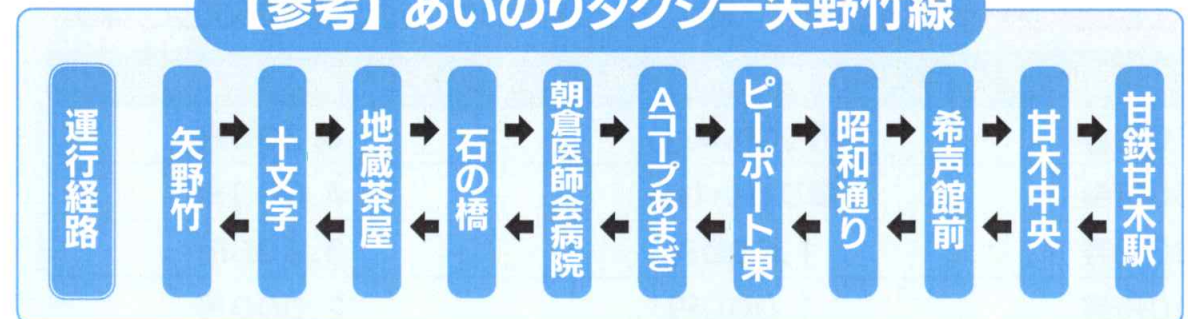 【参考】あいのりタクシー矢野竹線
運行経路
矢野竹
十文字
地蔵茶屋
石の橋
朝倉医師会病院
Aコープあまぎ
ピーポート東
昭和通り
希声館前
甘木中央
甘鉄甘木駅